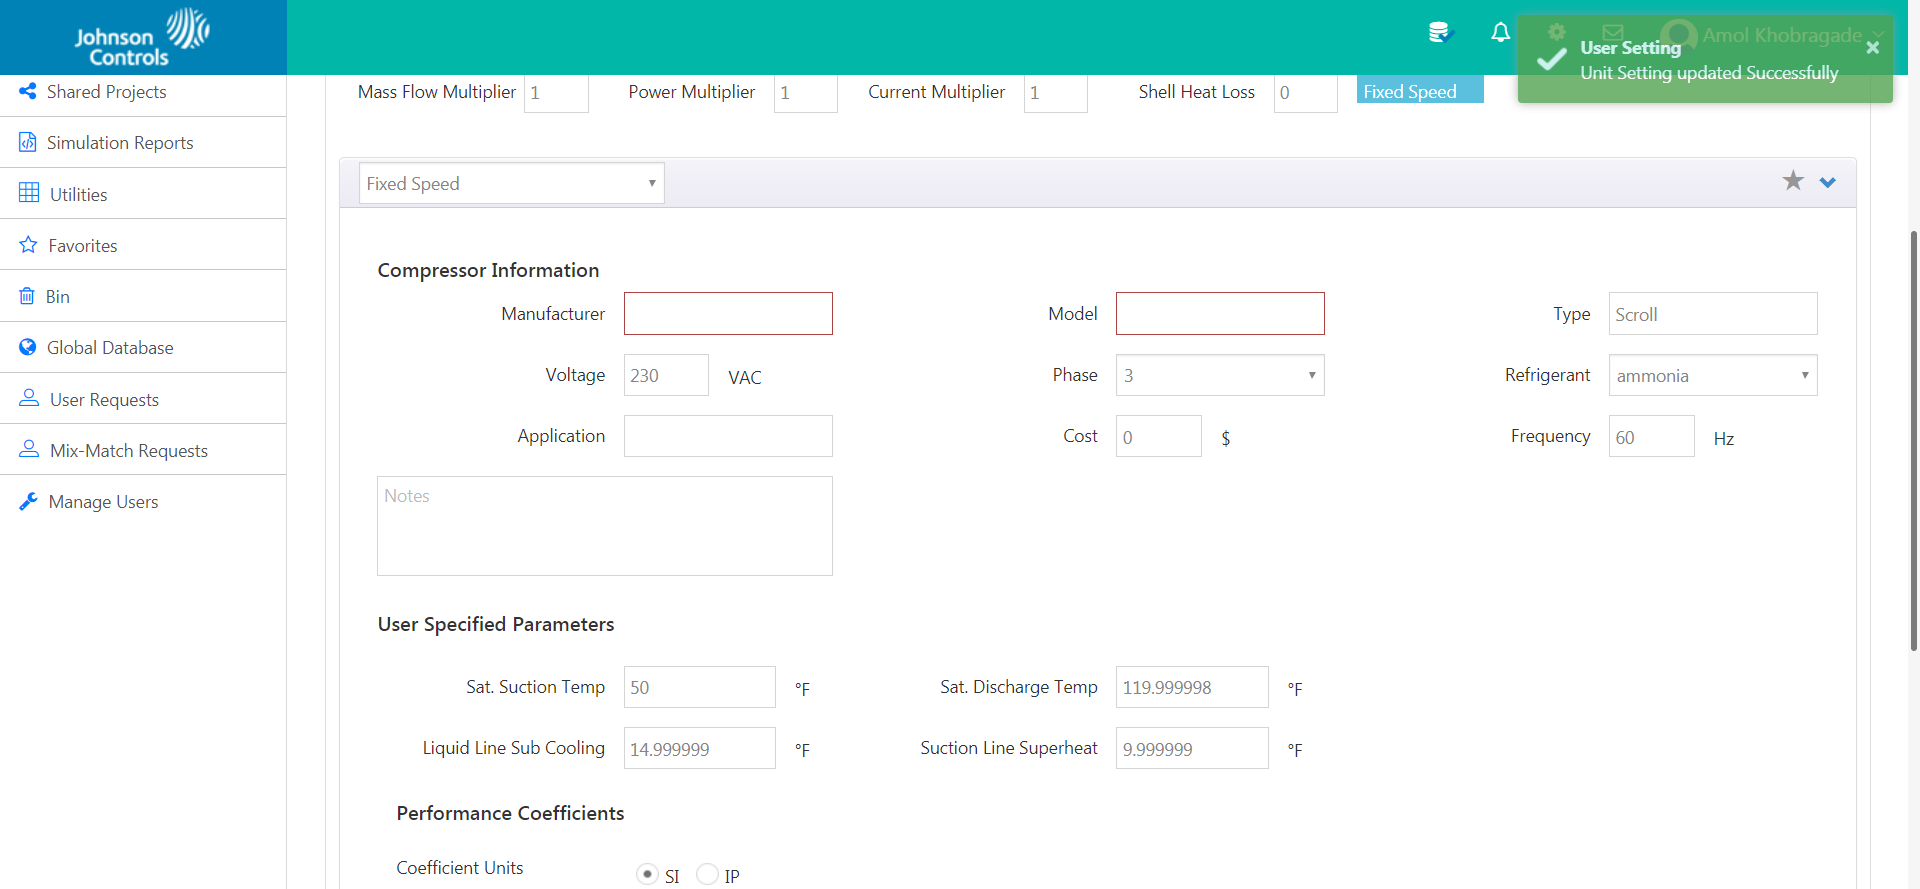 Johnson
Controls
Amol Khobragade
User Setting
Unit Setting updated Successfully
Shared Projects
Simulation Reports
Utilities
Favorites
Bin
Global Database
User Requests
Mix-Match Requests
Manage Users
Mass Flow Multiplier 1 Power Multiplier 1 Current Multiplier 1 Shell Heat Loss 0 Fixed Speed
Fixed Speed
Compressor Information
Manufacturer Model Type Scroll
Voltage 230 VAC Phase 3 Refrigerant ammonia
Application Cost 0 $ Frequency 60 Hz
Notes
User Specified Parameters
Sat. Suction Temp 50 °F Sat. Discharge Temp 119.999998 °F
Liquid Line Sub Cooling 14.999999 °F Suction Line Superheat 9.999999 °F
Performance Coefficients
Coefficient Units SI IP